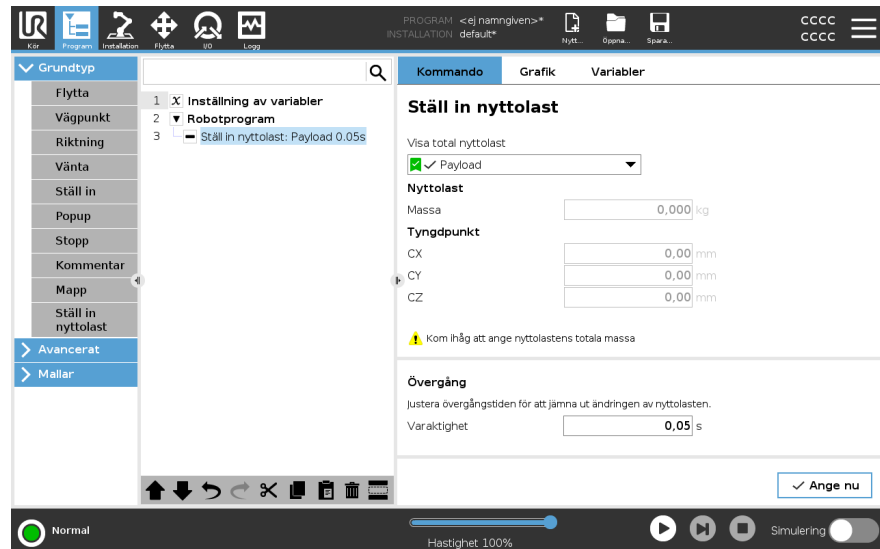 UR
Kör
Program
Installation
Flytta
I/O
Logg
PROGRAM <ej namngiven>*
INSTALLATION default*
Nytt...
Öppna...
Spara...
CCCC
CCCC
Grundtyp
Flytta
Vägpunkt
Riktning
Vänta
Ställ in
Popup
Stopp
Kommentar
Mapp
Ställ in
nyttolast
Avancerat
Mallar
1 X Inställning av variabler
2 Robotprogram
3 Ställ in nyttolast: Payload 0.05s
Kommando Grafik Variabler
Ställ in nyttolast
Visa total nyttolast
Payload
Nyttolast
Massa 0,000 kg
Tyngdpunkt
CX 0,00 mm
CY 0,00 mm
CZ 0,00 mm
Kom ihåg att ange nyttolastens totala massa
Övergång
Justera övergångstiden för att jämna ut ändringen av nyttolasten.
Varaktighet 0,05 s
Ange nu
Normal
Hastighet 100%
Simulering